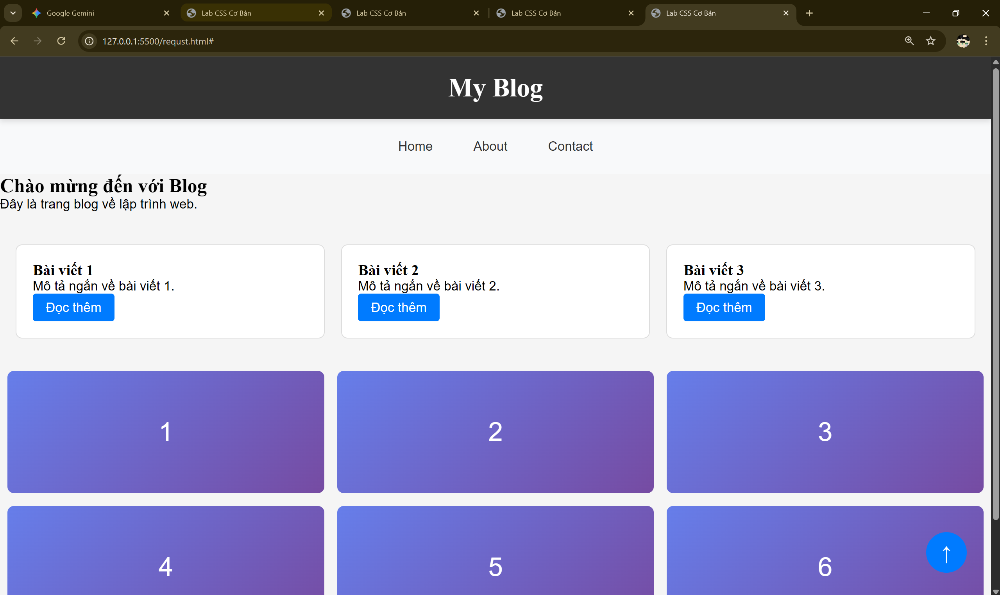 Google Gemini
Lab CSS Cơ Bản
Lab CSS Cơ Bản
Lab CSS Cơ Bản
Lab CSS Cơ Bản
127.0.0.1:5500/requst.html#
My Blog
Home About Contact
Chào mừng đến với Blog
Đây là trang blog về lập trình web.
Bài viết 1
Mô tả ngắn về bài viết 1.
Đọc thêm
Bài viết 2
Mô tả ngắn về bài viết 2.
Đọc thêm
Bài viết 3
Mô tả ngắn về bài viết 3.
Đọc thêm
1
2
3
4
5
6
↑